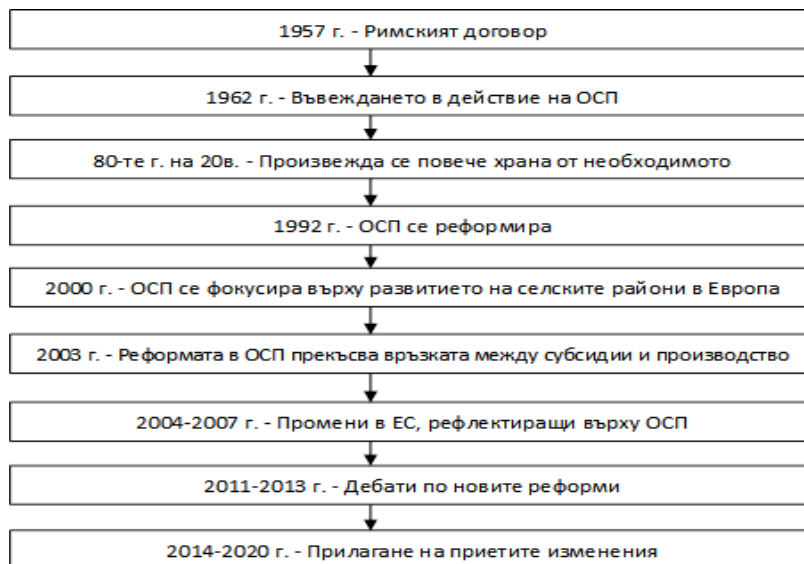 1957 г. - Римският договор
1962 г. - Въвеждането в действие на ОСП
80-те г. на 20в. - Произвежда се повече храна от необходимото
1992 г. - ОСП се реформира
2000 г. - ОСП се фокусира върху развитието на селските райони в Европа
2003 г. - Реформата в ОСП прекъсва връзката между субсидии и производство
2004-2007 г. - Промени в ЕС, рефлектиращи върху ОСП
2011-2013 г. - Дебати по новите реформи
2014-2020 г. - Прилагане на приетите изменения